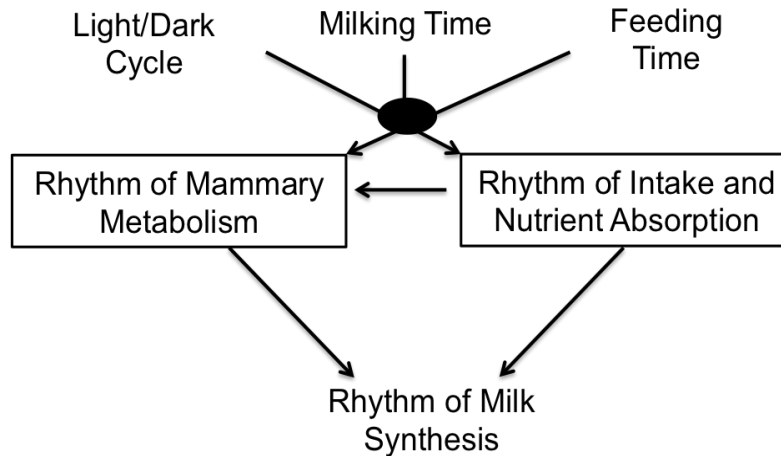 Light/Dark
Cycle
Milking Time
Feeding
Time
Rhythm of Mammary
Metabolism
Rhythm of Intake and
Nutrient Absorption
Rhythm of Milk
Synthesis